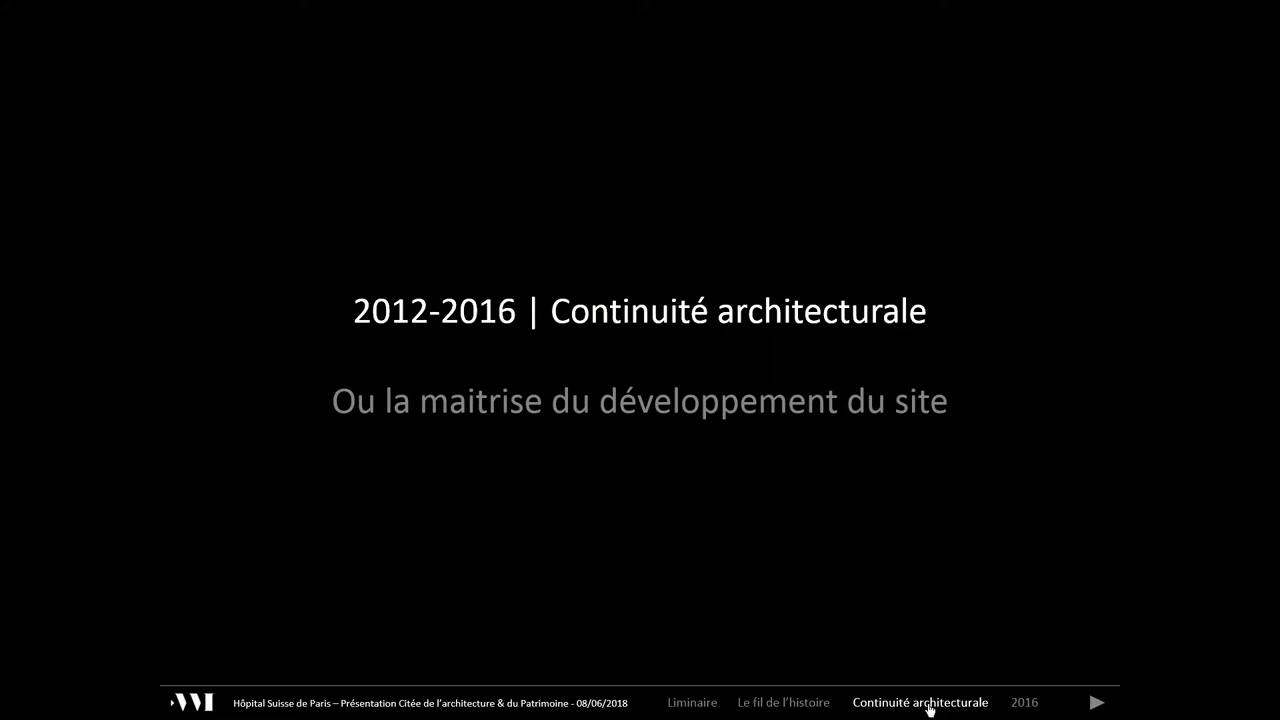 2012-2016 | Continuité architecturale
Ou la maitrise du développement du site
Hôpital Suisse de Paris – Présentation Citée de l'architecture & du Patrimoine - 08/06/2018 Liminaire Le fil de l'histoire Continuité architecturale 2016